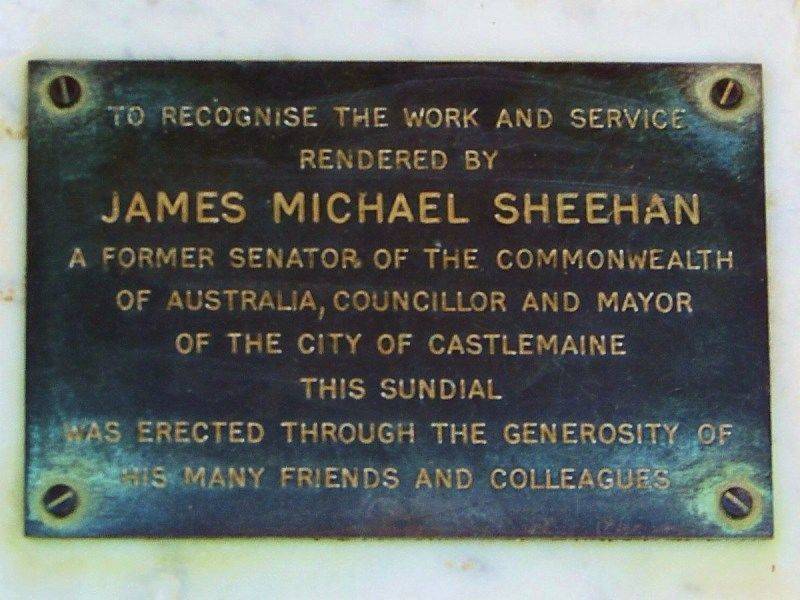 TO RECOGNISE THE WORK AND SERVICE
RENDERED BY
JAMES MICHAEL SHEEHAN
A FORMER SENATOR OF THE COMMONWEALTH
OF AUSTRALIA, COUNCILLOR AND MAYOR
OF THE CITY OF CASTLEMAINE
THIS SUNDIAL
WAS ERECTED THROUGH THE GENEROSITY OF
HIS MANY FRIENDS AND COLLEAGUES